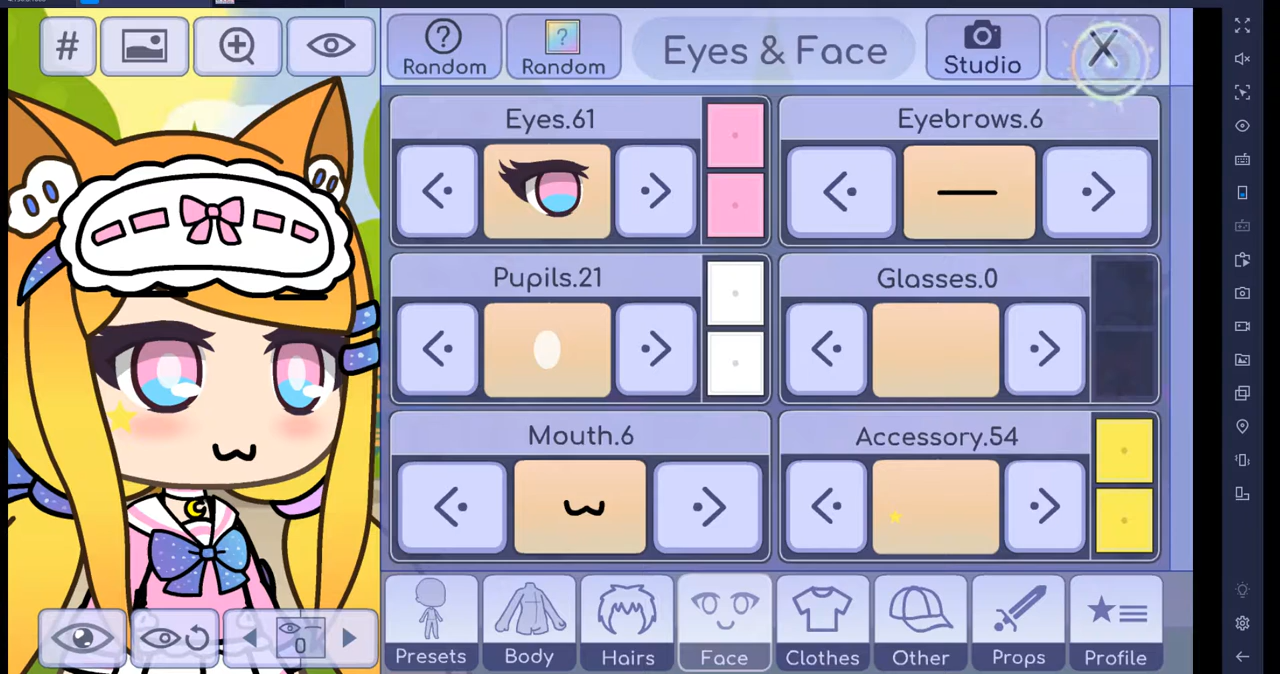 #
?
Random
?
Random
Eyes & Face
Studio
X
Eyes.61
Eyebrows.6
Pupils.21
Glasses.0
Mouth.6
Accessory.54
0
Presets
Body
Hairs
Face
Clothes
Other
Props
Profile